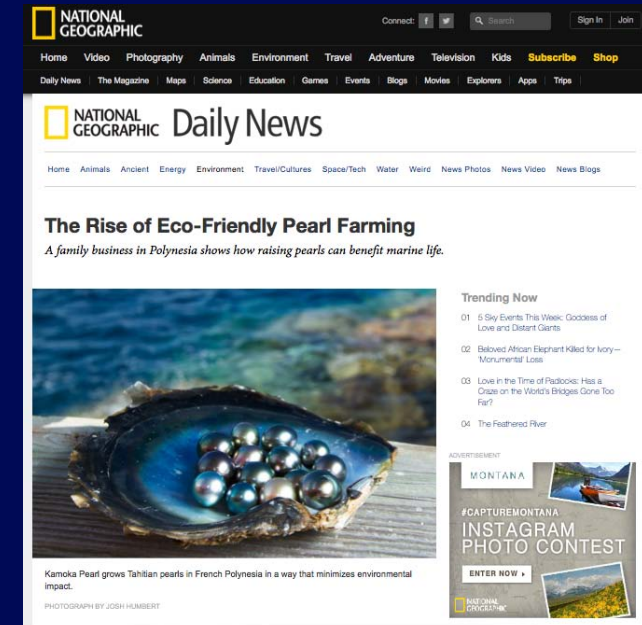 NATIONAL
GEOGRAPHIC
Connect: f
Search
Sign In Join
Home Video Photography Animals Environment Travel Adventure Television Kids Subscribe Shop
Daily News The Magazine Maps Science Education Games Events Blogs Movies Explorers Apps Trips
NATIONAL
GEOGRAPHIC Daily News
Home Animals Ancient Energy Environment Travel/Cultures Space/Tech Water Weird News Photos News Video News Blogs
The Rise of Eco-Friendly Pearl Farming
A family business in Polynesia shows how raising pearls can benefit marine life.
Trending Now
01 5 Sky Events This Week: Goddess of
Love and Distant Giants
02 Beloved African Elephant Killed for Ivory—
'Monumental' Loss
03 Love in the Time of Padlocks: Has a
Craze on the World's Bridges Gone Too
Far?
04 The Feathered River
ADVERTISEMENT
MONTANA
#CAPTUREMONTANA
INSTAGRAM
PHOTO CONTEST
ENTER NOW
NATIONAL
GEOGRAPHIC
Kamoka Pearl grows Tahitian pearls in French Polynesia in a way that minimizes environmental
impact.
PHOTOGRAPH BY JOSH HUMBERT